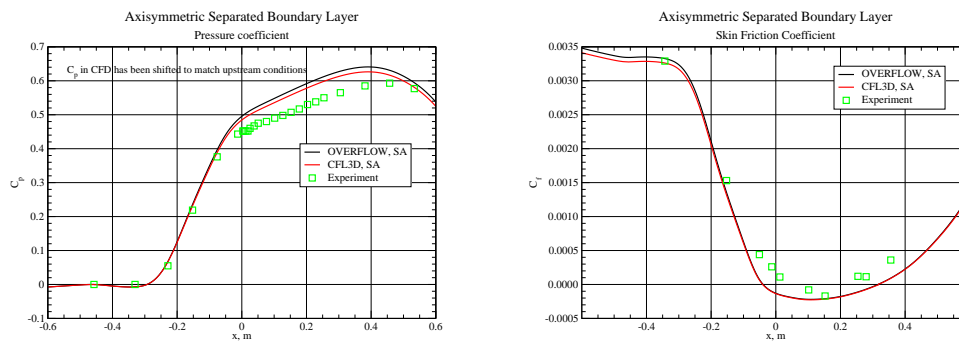 Axisymmetric Separated Boundary Layer
Pressure coefficient
C_p in CFD has been shifted to match upstream conditions
OVERFLOW, SA
CFL3D, SA
Experiment
0.7
0.6
0.5
0.4
0.3
0.2
0.1
0
-0.1
C_p
-0.6
-0.4
-0.2
0
0.2
0.4
0.6
x, m
Axisymmetric Separated Boundary Layer
Skin Friction Coefficient
OVERFLOW, SA
CFL3D, SA
Experiment
0.0035
0.0030
0.0025
0.0020
0.0015
0.0010
0.0005
0.0000
-0.0005
C_f
-0.4
-0.2
0
0.2
0.4
x, m